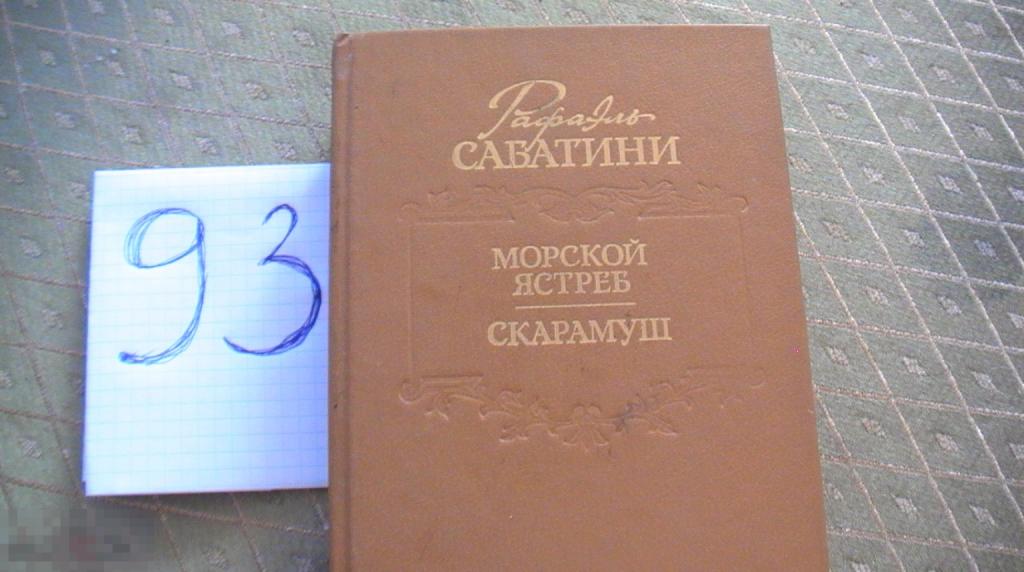 93
Рафаэль
САБАТИНИ
МОРСКОЙ
ЯСТРЕБ
СКАРАМУШ